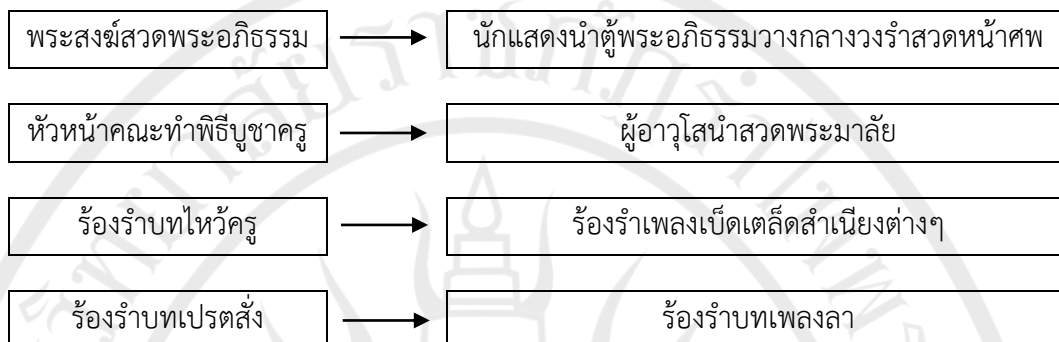 พระสงฆ์สวดพระอภิธรรม
นักแสดงนำตู้พระอภิธรรมวางกลางวงรำสวดหน้าศพ
หัวหน้าคณะทำพิธีบูชาครู
ผู้อาวุโสนำสวดพระมาลัย
ร้องรำบทไหว้ครู
ร้องรำเพลงเบ็ดเตล็ดสำเนียงต่างๆ
ร้องรำบทเปรตสั่ง
ร้องรำบทเพลงลา